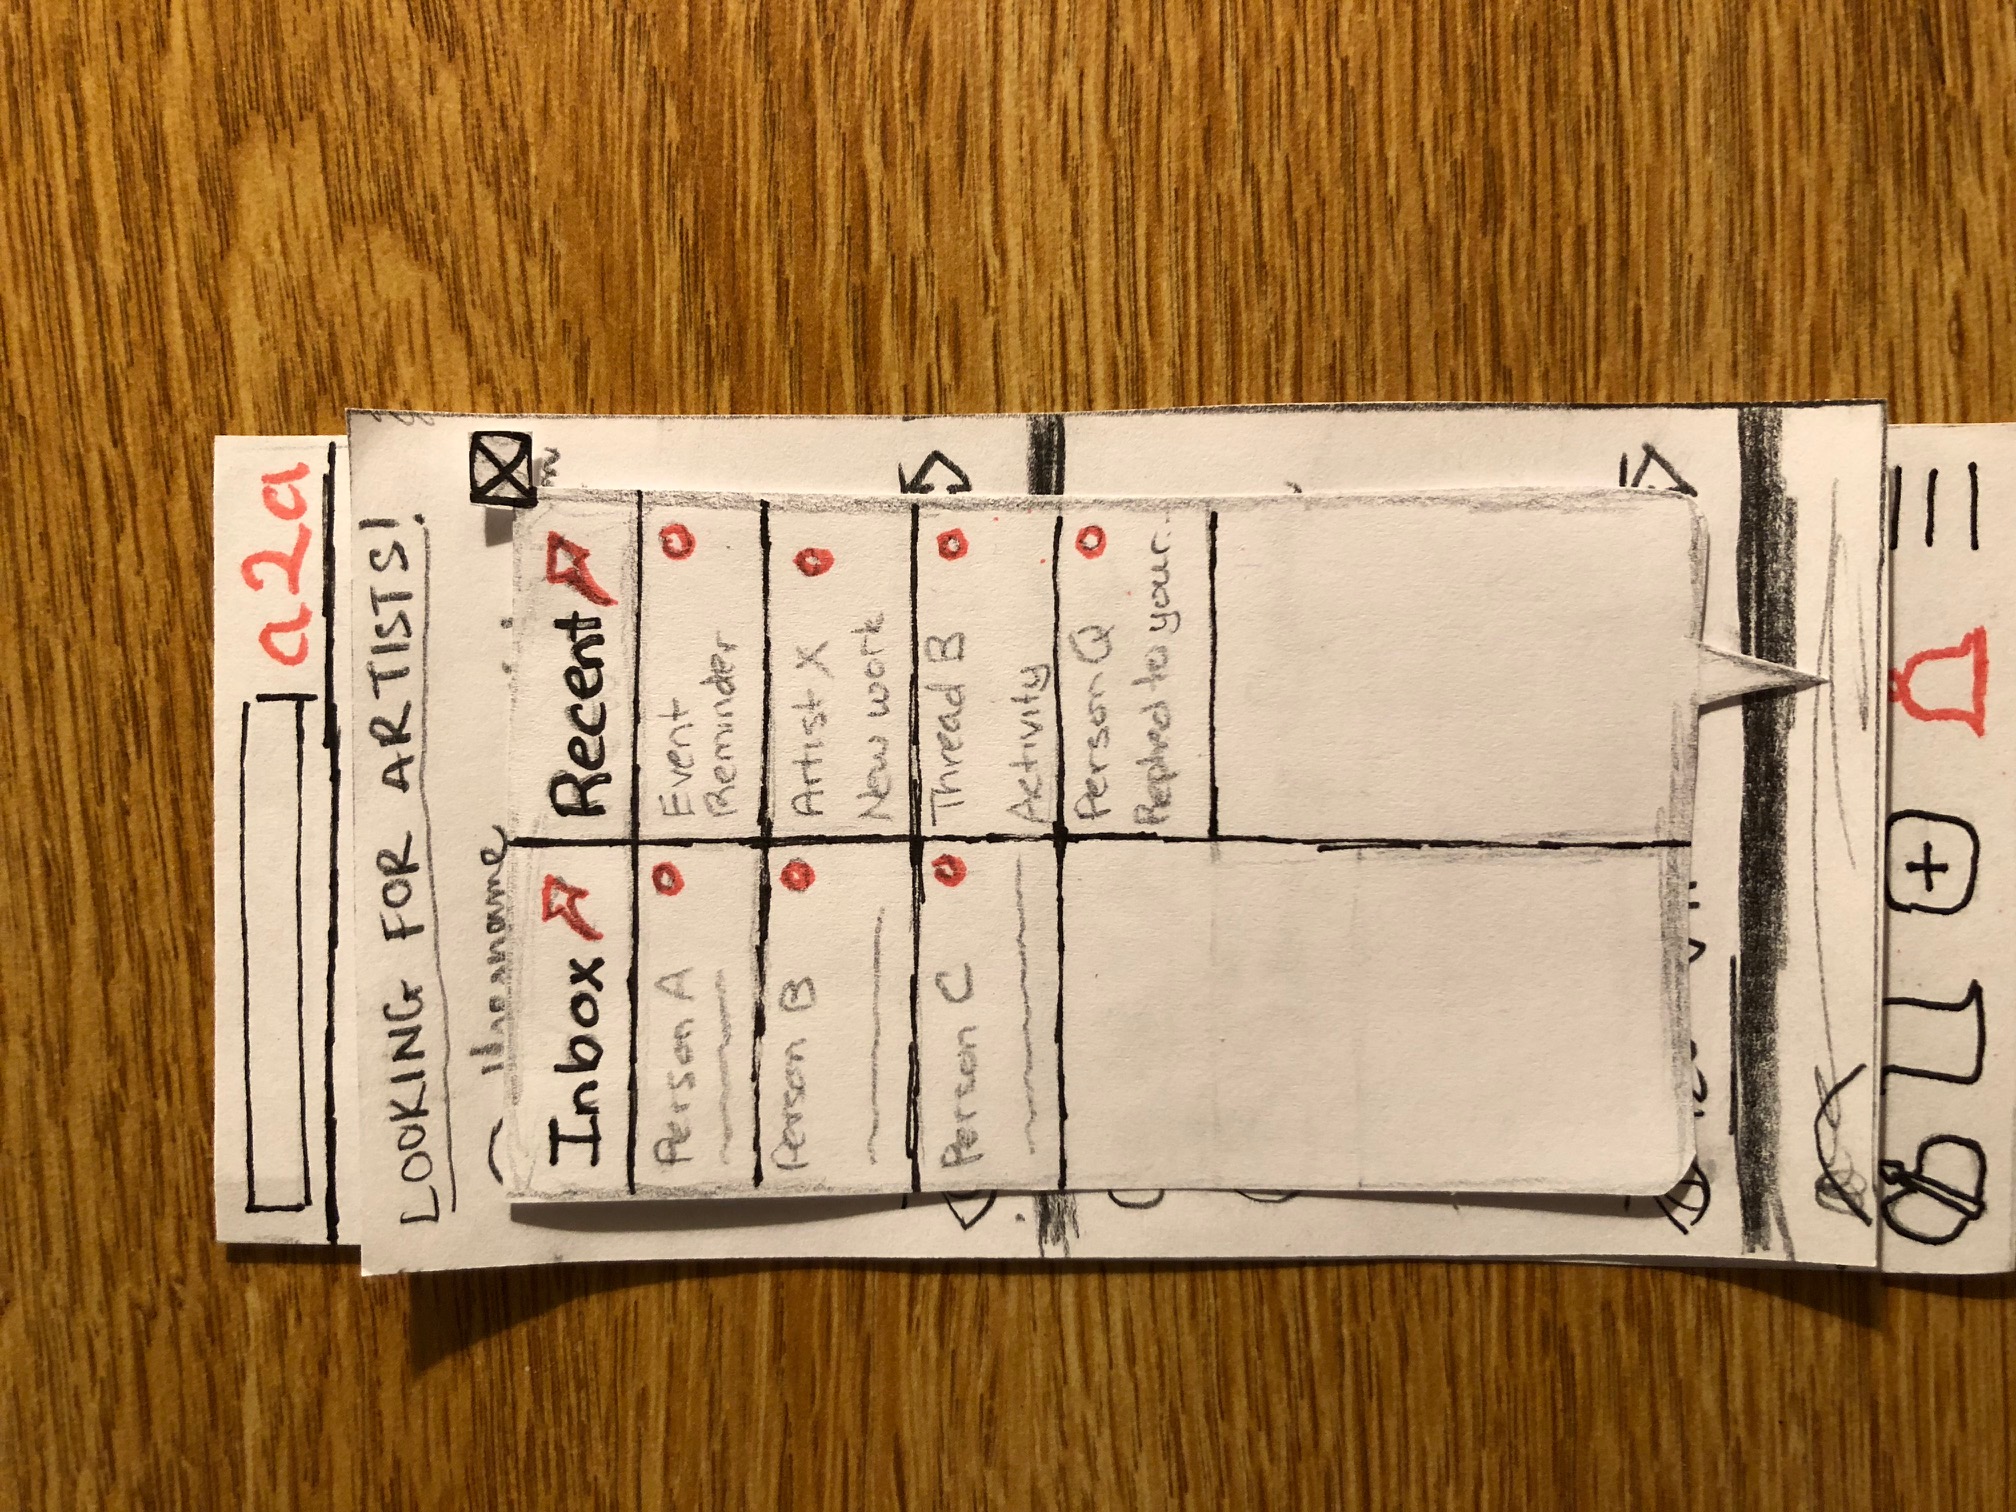 a2a
LOOKING FOR ARTISTS!
Inbox
Person A
Person B
Person C
Recent
Event
Reminder
Artist X
New work
Thread B
Activity
Person Q
Replied to your...